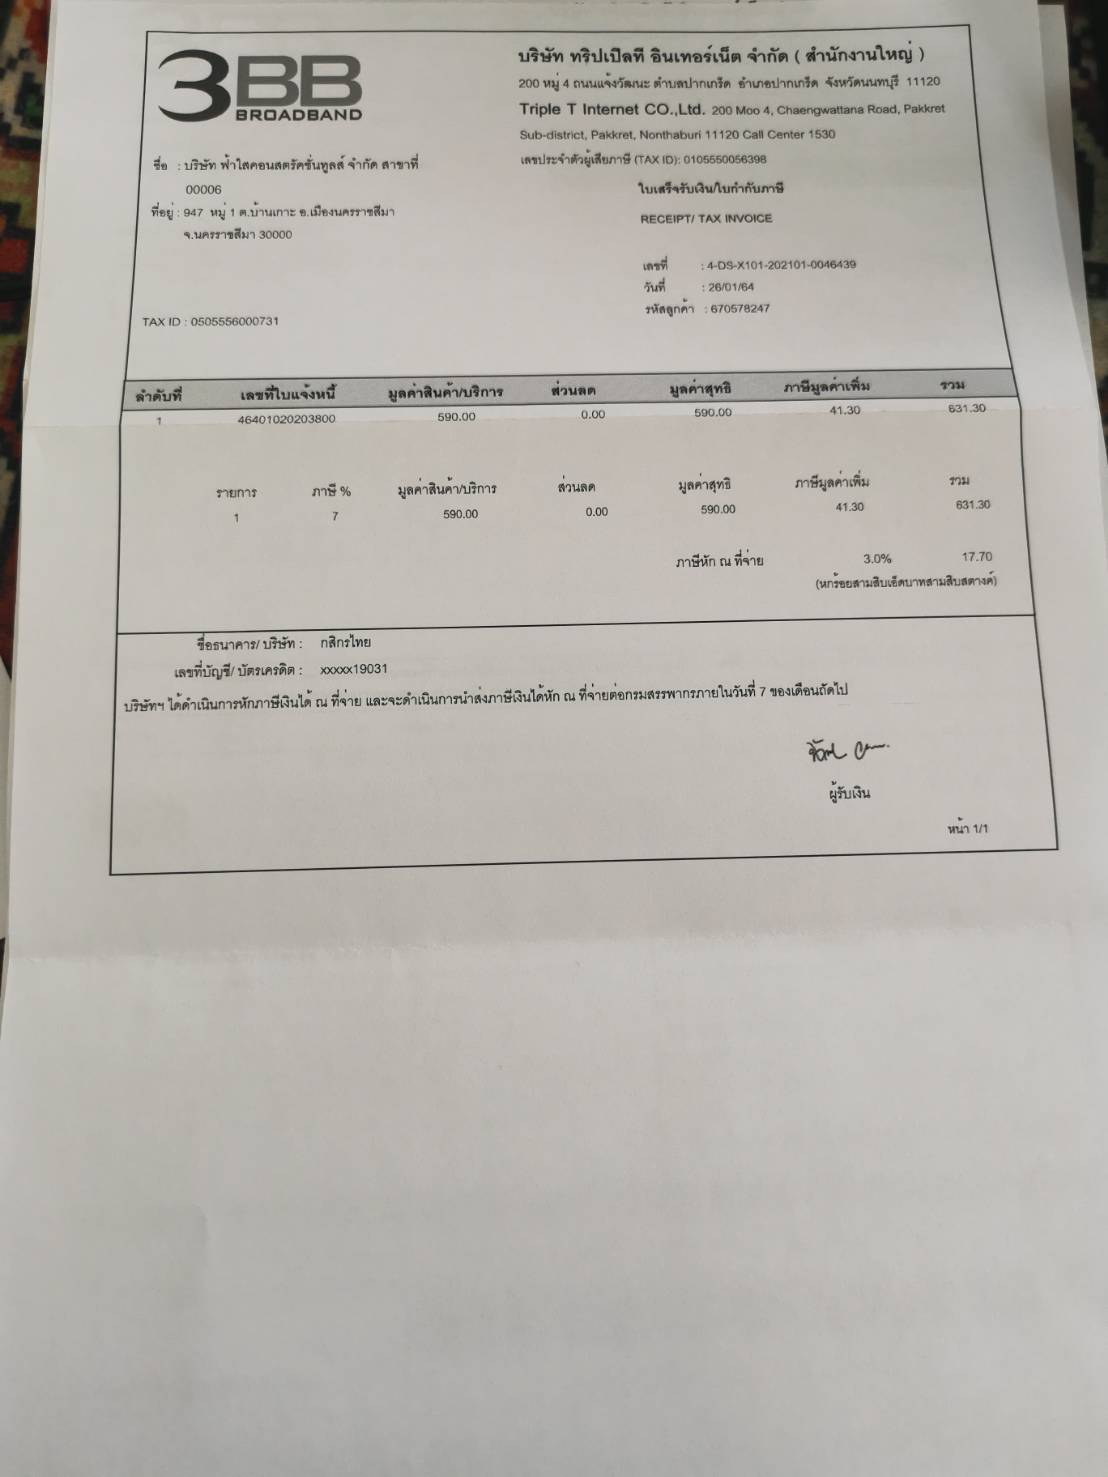 3BB
BROADBAND
บริษัท ทริปเปิลที อินเทอร์เน็ต จำกัด ( สำนักงานใหญ่ )
200 หมู่ 4 ถนนแจ้งวัฒนะ ตำบลปากเกร็ด อำเภอปากเกร็ด จังหวัดนนทบุรี 11120
Triple T Internet CO.,Ltd. 200 Moo 4, Chaengwattana Road, Pakkret
Sub-district, Pakkret, Nonthaburi 11120 Call Center 1530
เลขประจำตัวผู้เสียภาษี (TAX ID): 0105550056398
ชื่อ : บริษัท ฟ้าใสคอนสตรัคชั่นทูลส์ จำกัด สาขาที่
00006
ที่อยู่ : 947 หมู่ 1 ต.บ้านเกาะ อ.เมืองนครราชสีมา
จ.นครราชสีมา 30000
ใบเสร็จรับเงิน/ใบกำกับภาษี
RECEIPT/ TAX INVOICE
เลขที่ : 4-DS-X101-202101-0046439
วันที่ : 26/01/64
รหัสลูกค้า : 670578247
TAX ID : 0505556000731
ลำดับที่ เลขที่ใบแจ้งหนี้ มูลค่าสินค้า/บริการ ส่วนลด มูลค่าสุทธิ ภาษีมูลค่าเพิ่ม รวม
1 46401020203800 590.00 0.00 590.00 41.30 631.30
รายการ ภาษี % มูลค่าสินค้า/บริการ ส่วนลด มูลค่าสุทธิ ภาษีมูลค่าเพิ่ม รวม
1 7 590.00 0.00 590.00 41.30 631.30
ภาษีหัก ณ ที่จ่าย 3.0% 17.70
(หกร้อยสามสิบเอ็ดบาทสามสิบสตางค์)
ชื่อธนาคาร/ บริษัท : กสิกรไทย
เลขที่บัญชี/ บัตรเครดิต : xxxxx19031
บริษัทฯ ได้ดำเนินการหักภาษีเงินได้ ณ ที่จ่าย และจะดำเนินการนำส่งภาษีเงินได้หัก ณ ที่จ่ายต่อกรมสรรพากรภายในวันที่ 7 ของเดือนถัดไป
ผู้รับเงิน
หน้า 1/1